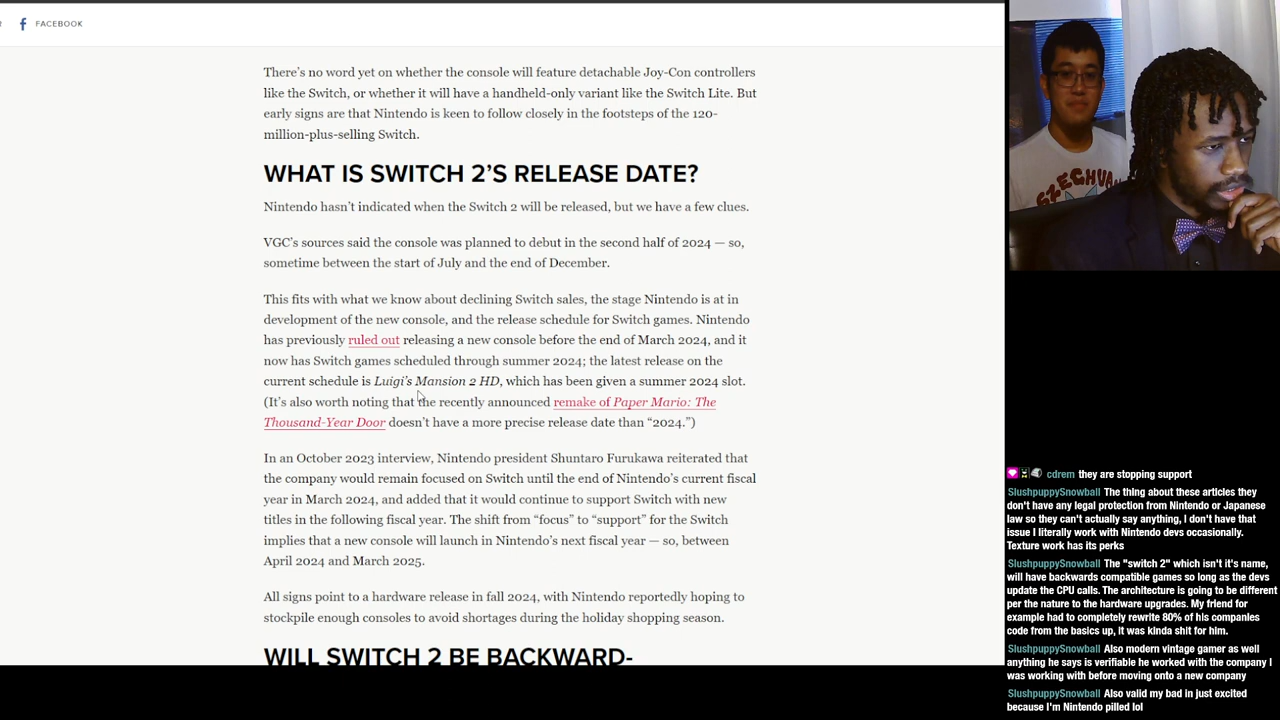 FACEBOOK
There's no word yet on whether the console will feature detachable Joy-Con controllers
like the Switch, or whether it will have a handheld-only variant like the Switch Lite. But
early signs are that Nintendo is keen to follow closely in the footsteps of the 120-
million-plus-selling Switch.
WHAT IS SWITCH 2'S RELEASE DATE?
Nintendo hasn't indicated when the Switch 2 will be released, but we have a few clues.
VGC's sources said the console was planned to debut in the second half of 2024 — so,
sometime between the start of July and the end of December.
This fits with what we know about declining Switch sales, the stage Nintendo is at in
development of the new console, and the release schedule for Switch games. Nintendo
has previously ruled out releasing a new console before the end of March 2024, and it
now has Switch games scheduled through summer 2024; the latest release on the
current schedule is Luigi's Mansion 2 HD, which has been given a summer 2024 slot.
(It's also worth noting that the recently announced remake of Paper Mario: The
Thousand-Year Door doesn't have a more precise release date than “2024.”)
In an October 2023 interview, Nintendo president Shuntaro Furukawa reiterated that
the company would remain focused on Switch until the end of Nintendo's current fiscal
year in March 2024, and added that it would continue to support Switch with new
titles in the following fiscal year. The shift from “focus” to “support” for the Switch
implies that a new console will launch in Nintendo's next fiscal year — so, between
April 2024 and March 2025.
All signs point to a hardware release in fall 2024, with Nintendo reportedly hoping to
stockpile enough consoles to avoid shortages during the holiday shopping season.
WILL SWITCH 2 BE BACKWARD-
SZECHUAN
cdrem they are stopping support
SlushpuppySnowball The thing about these articles they
don't have any legal protection from Nintendo or Japanese
law so they can't actually say anything, I don't have that
issue I literally work with Nintendo devs occasionally.
Texture work has its perks
SlushpuppySnowball The "switch 2" which isn't it's name,
will have backwards compatible games so long as the devs
update the CPU calls. The architecture is going to be different
per the nature to the hardware upgrades. My friend for
example had to completely rewrite 80% of his companies
code from the basics up, it was kinda shit for him.
SlushpuppySnowball Also modern vintage gamer as well
anything he says is verifiable he worked with the company I
was working with before moving onto a new company
SlushpuppySnowball Also valid my bad in just excited
because I'm Nintendo pilled lol